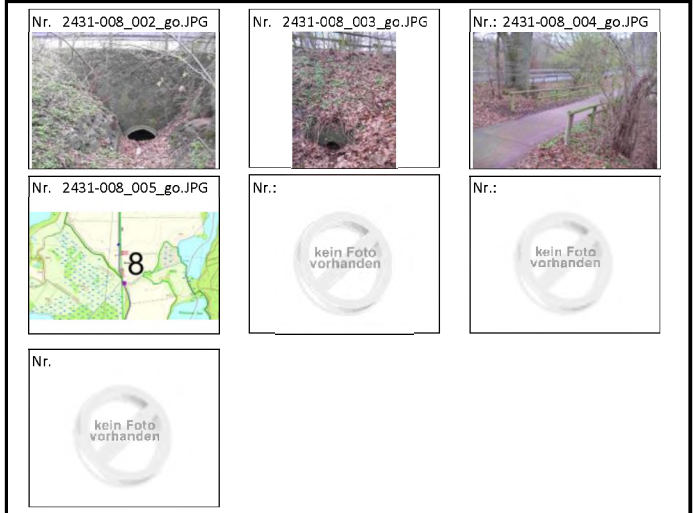 Nr. 2431-008_002_go.JPG
Nr. 2431-008_003_go.JPG
Nr.: 2431-008_004_go.JPG
Nr. 2431-008_005_go.JPG
8
Nr.:
kein Foto
vorhanden
Nr.:
kein Foto
vorhanden
Nr.
kein Foto
vorhanden